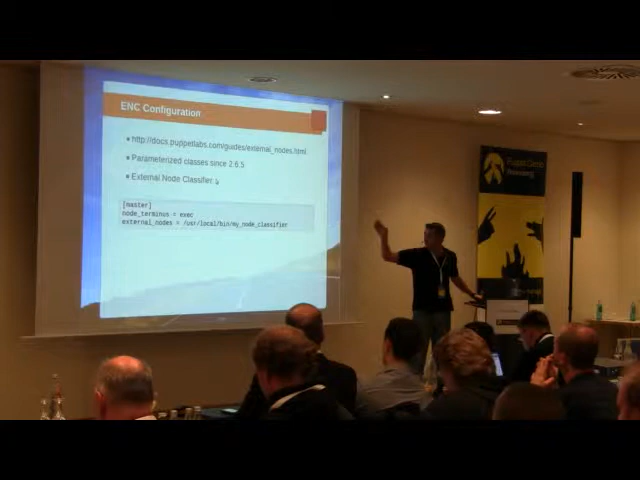 ENC Configuration
http://docs.puppetlabs.com/guides/external_nodes.html
Parameterized classes since 2.6.5
External Node Classifier:
[master]
node_terminus = exec
external_nodes = /usr/local/bin/my_node_classifier
Puppet Camp